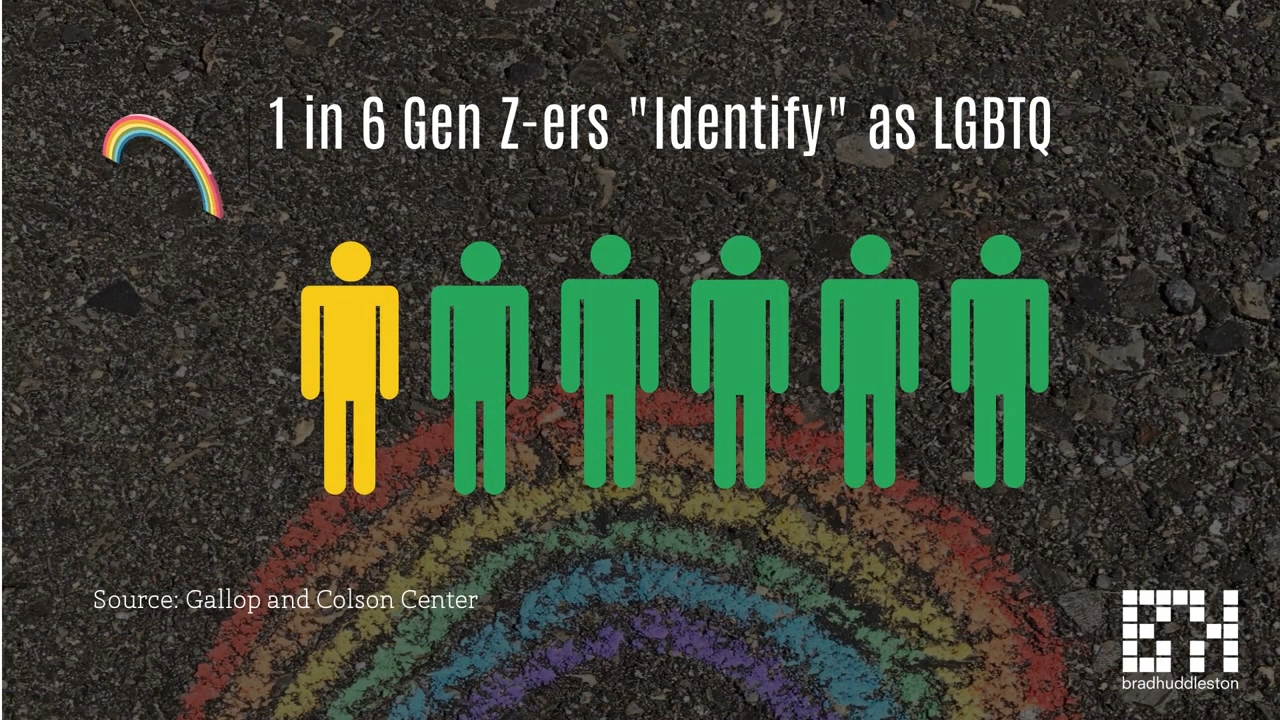 1 in 6 Gen Z-ers "Identify" as LGBTQ
Source: Gallop and Colson Center
bradhuddleston